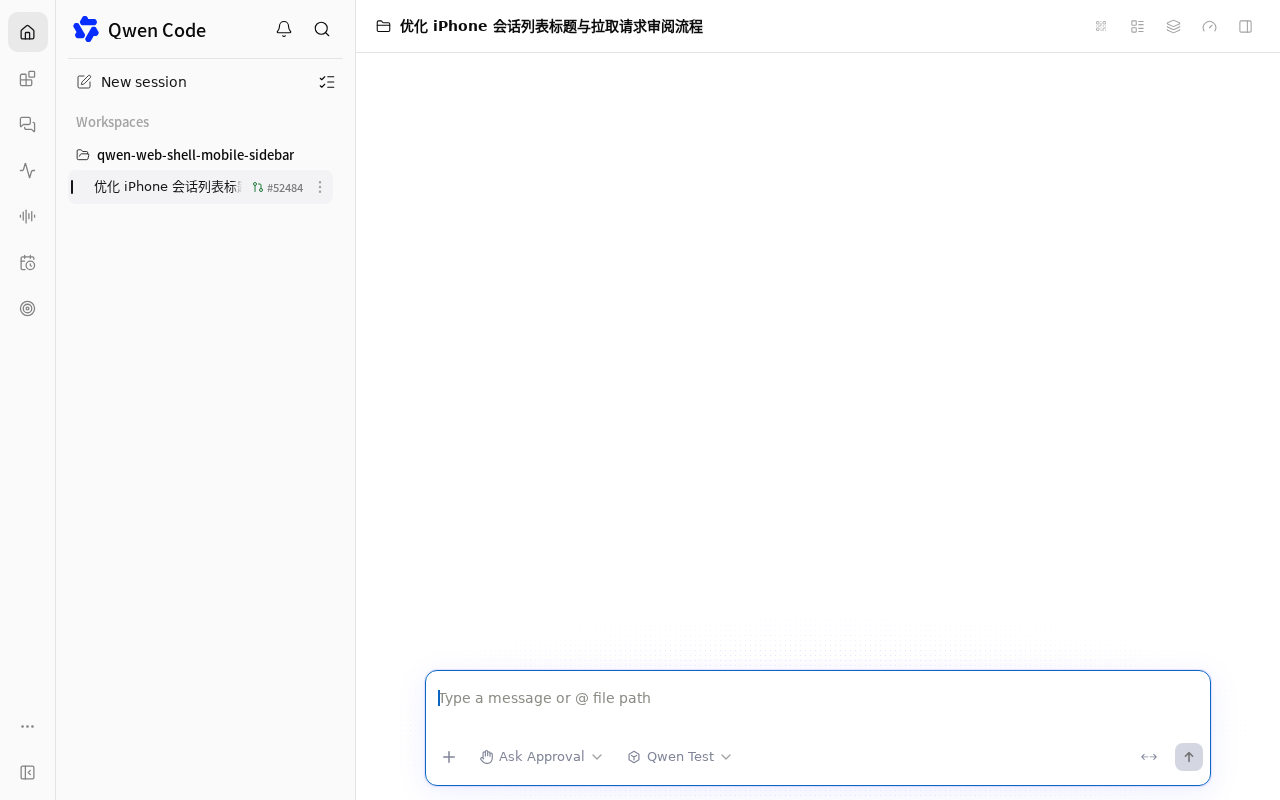 Qwen Code
优化 iPhone 会话列表标题与拉取请求审阅流程
New session
Workspaces
qwen-web-shell-mobile-sidebar
优化 iPhone 会话列表标
#52484
Type a message or @ file path
Ask Approval
Qwen Test